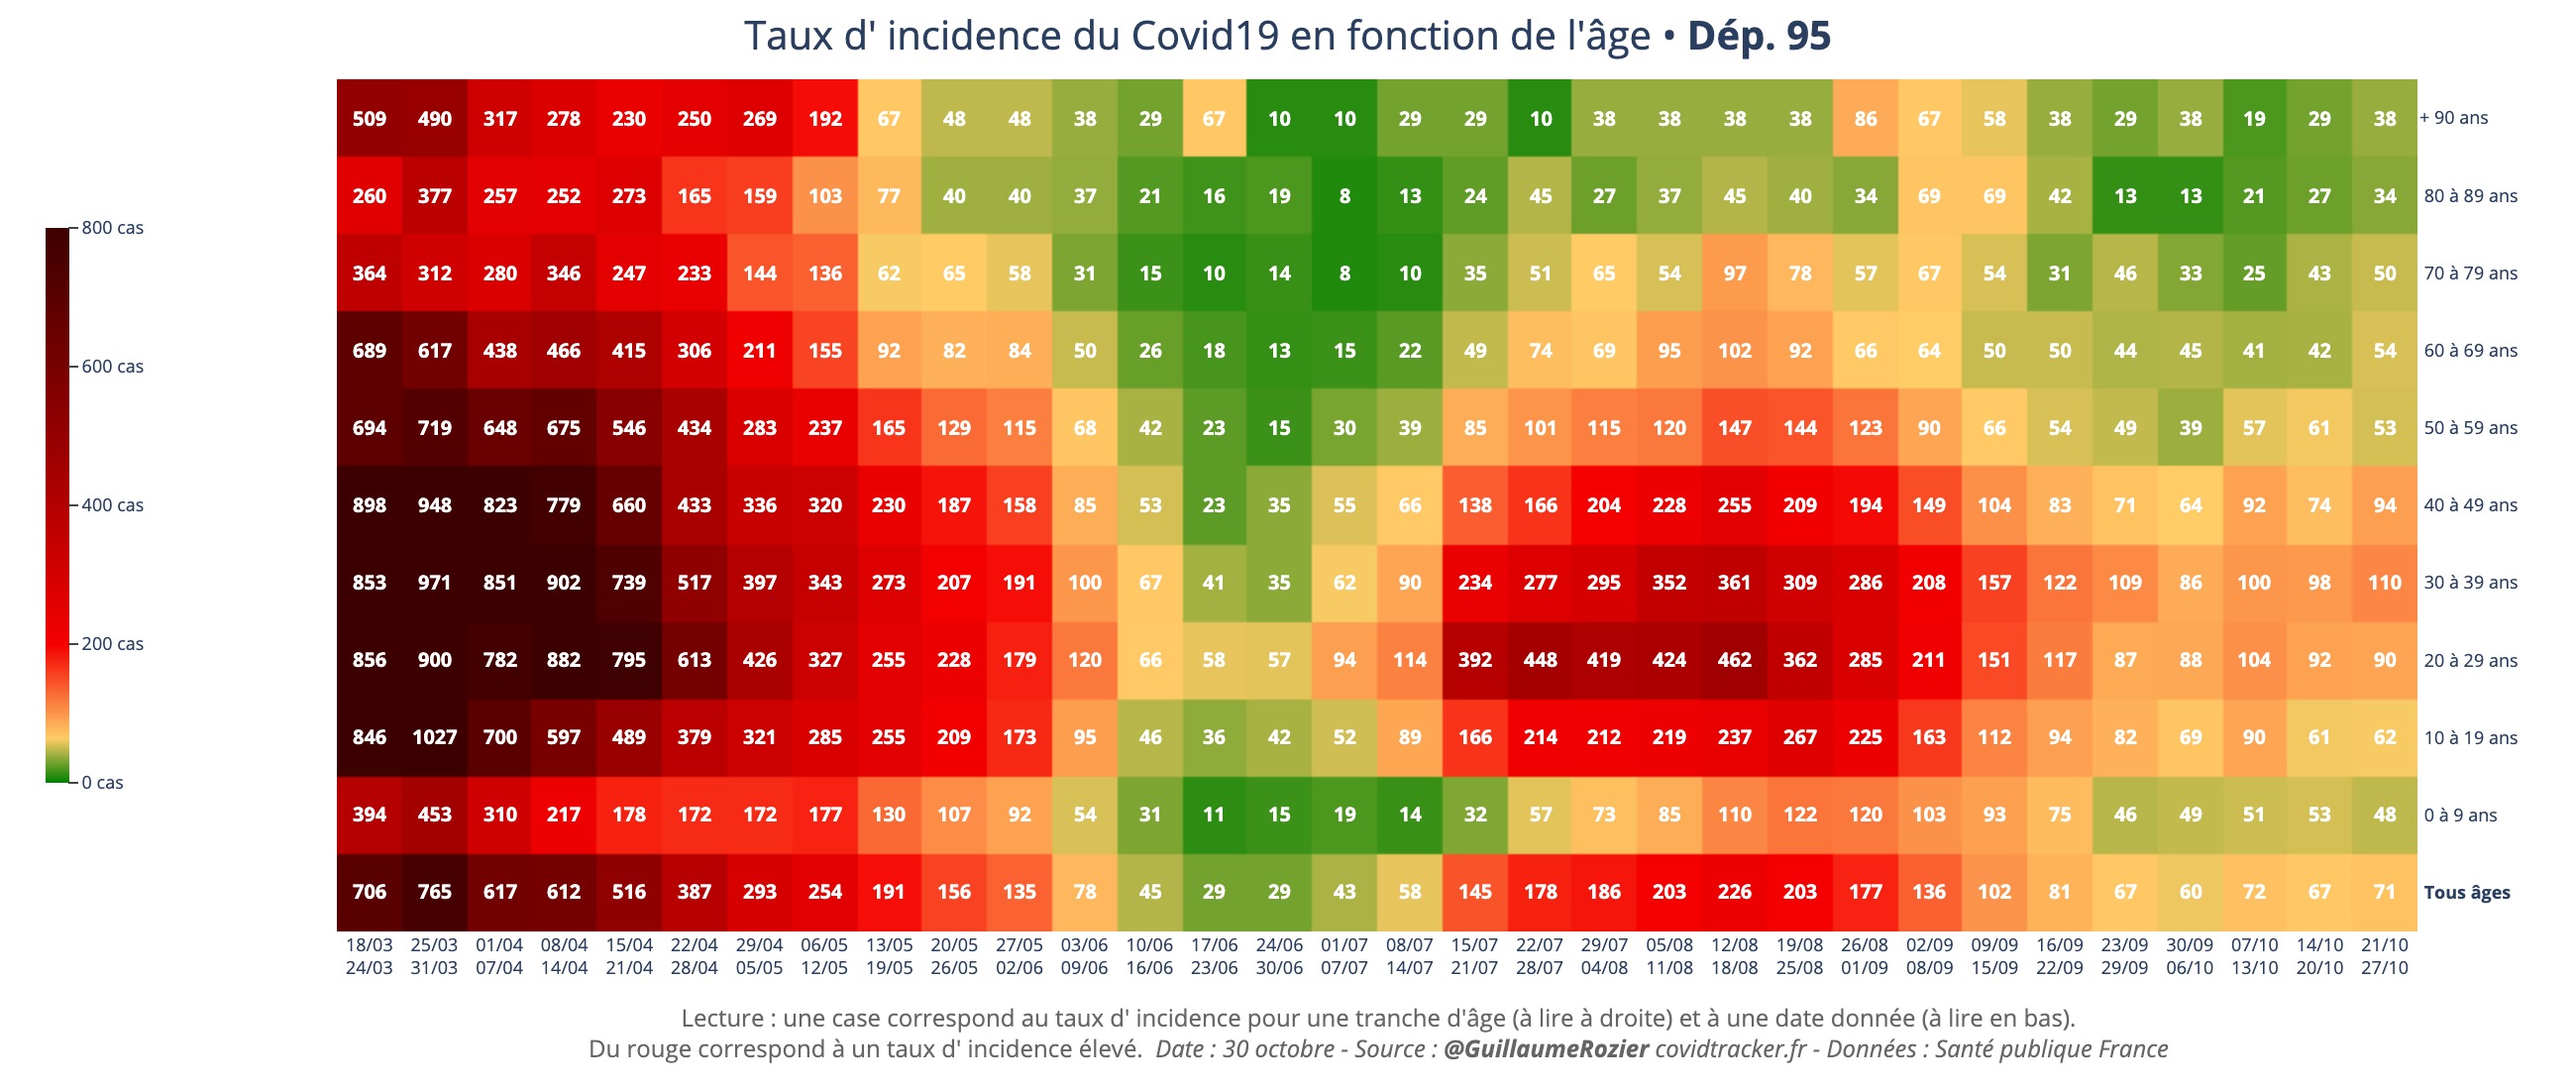 Taux d' incidence du Covid19 en fonction de l'âge • Dép. 95
800 cas
600 cas
400 cas
200 cas
0 cas
509 490 317 278 230 250 269 192 67 48 48 38 29 67 10 10 29 29 10 38 38 38 38 86 67 58 38 29 38 19 29 38 + 90 ans
260 377 257 252 273 165 159 103 77 40 40 37 21 16 19 8 13 24 45 27 37 45 40 34 69 69 42 13 13 21 27 34 80 à 89 ans
364 312 280 346 247 233 144 136 62 65 58 31 15 10 14 8 10 35 51 65 54 97 78 57 67 54 31 46 33 25 43 50 70 à 79 ans
689 617 438 466 415 306 211 155 92 82 84 50 26 18 13 15 22 49 74 69 95 102 92 66 64 50 50 44 45 41 42 54 60 à 69 ans
694 719 648 675 546 434 283 237 165 129 115 68 42 23 15 30 39 85 101 115 120 147 144 123 90 66 54 49 39 57 61 53 50 à 59 ans
898 948 823 779 660 433 336 320 230 187 158 85 53 23 35 55 66 138 166 204 228 255 209 194 149 104 83 71 64 92 74 94 40 à 49 ans
853 971 851 902 739 517 397 343 273 207 191 100 67 41 35 62 90 234 277 295 352 361 309 286 208 157 122 109 86 100 98 110 30 à 39 ans
856 900 782 882 795 613 426 327 255 228 179 120 66 58 57 94 114 392 448 419 424 462 362 285 211 151 117 87 88 104 92 90 20 à 29 ans
846 1027 700 597 489 379 321 285 255 209 173 95 46 36 42 52 89 166 214 212 219 237 267 225 163 112 94 82 69 90 61 62 10 à 19 ans
394 453 310 217 178 172 172 177 130 107 92 54 31 11 15 19 14 32 57 73 85 110 122 120 103 93 75 46 49 51 53 48 0 à 9 ans
706 765 617 612 516 387 293 254 191 156 135 78 45 29 29 43 58 145 178 186 203 226 203 177 136 102 81 67 60 72 67 71 Tous âges
18/03 25/03 01/04 08/04 15/04 22/04 29/04 06/05 13/05 20/05 27/05 03/06 10/06 17/06 24/06 01/07 08/07 15/07 22/07 29/07 05/08 12/08 19/08 26/08 02/09 09/09 16/09 23/09 30/09 07/10 14/10 21/10
24/03 31/03 07/04 14/04 21/04 28/04 05/05 12/05 19/05 26/05 02/06 09/06 16/06 23/06 30/06 07/07 14/07 21/07 28/07 04/08 11/08 18/08 25/08 01/09 08/09 15/09 22/09 29/09 06/10 13/10 20/10 27/10
Lecture : une case correspond au taux d' incidence pour une tranche d'âge (à lire à droite) et à une date donnée (à lire en bas).
Du rouge correspond à un taux d' incidence élevé. Date : 30 octobre - Source : @GuillaumeRozier covidtracker.fr - Données : Santé publique France